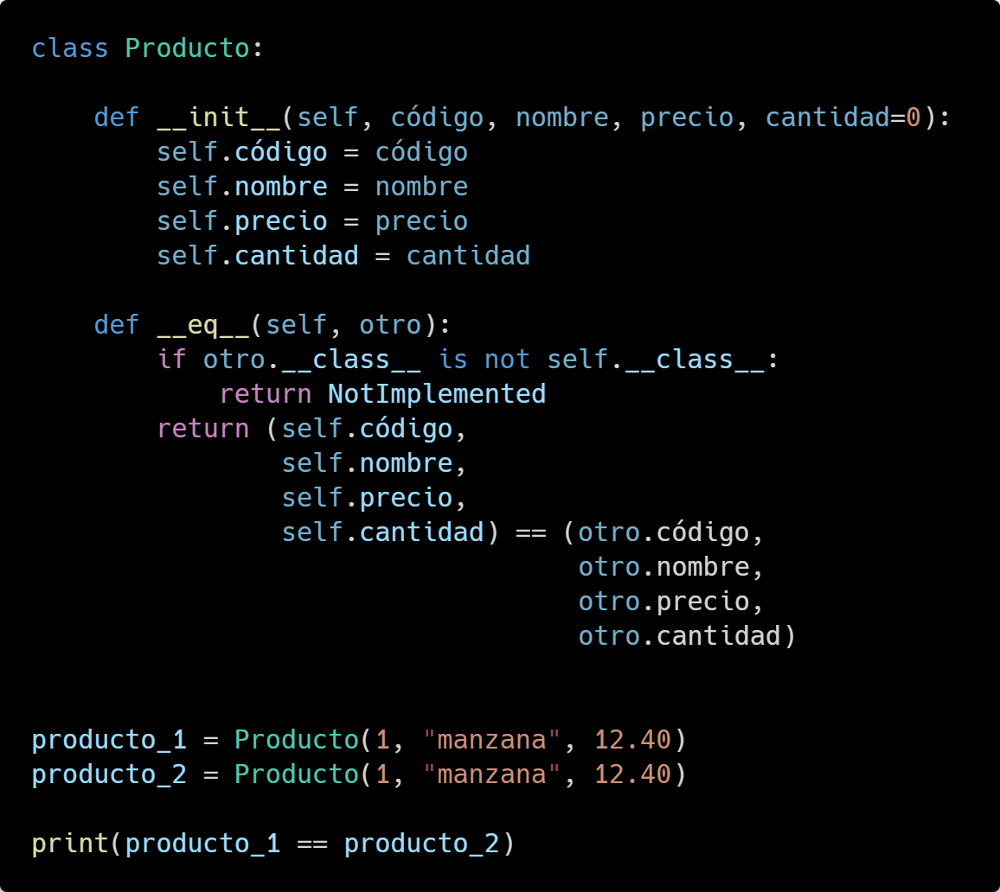 class Producto:
    def __init__(self, código, nombre, precio, cantidad=0):
        self.código = código
        self.nombre = nombre
        self.precio = precio
        self.cantidad = cantidad
    def __eq__(self, otro):
        if otro.__class__ is not self.__class__:
            return NotImplemented
        return (self.código,
                self.nombre,
                self.precio,
                self.cantidad) == (otro.código,
                                   otro.nombre,
                                   otro.precio,
                                   otro.cantidad)
producto_1 = Producto(1, "manzana", 12.40)
producto_2 = Producto(1, "manzana", 12.40)
print(producto_1 == producto_2)